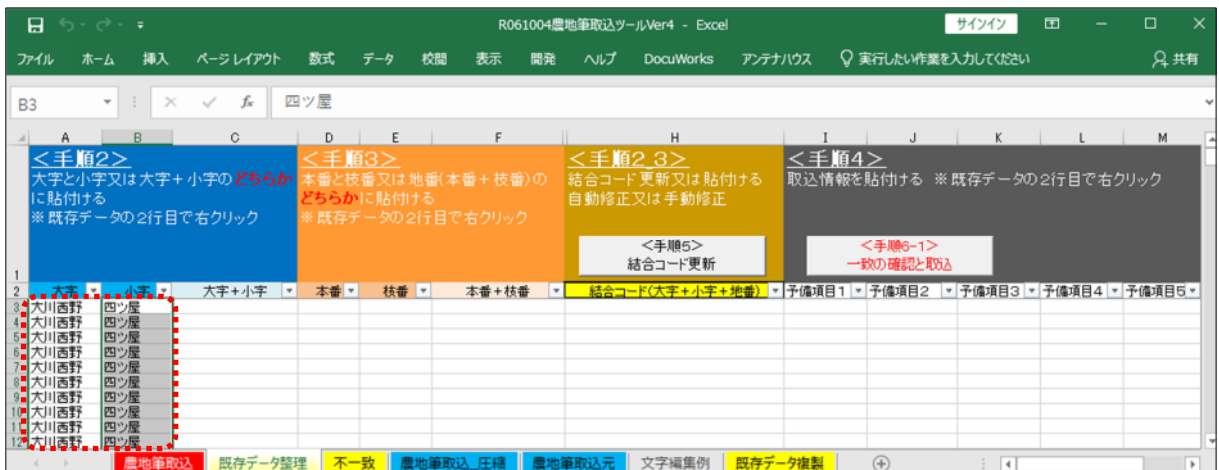 R061004農地筆取込ツールVer4 - Excel
サインイン
ファイル ホーム 挿入 ページ レイアウト 数式 データ 校閲 表示 開発 ヘルプ DocuWorks アンテナハウス 実行したい作業を入力してください 共有
B3 fx 四ツ屋
A B C D E F H I J K L M
1
<手順2>
大字と小字又は大字+小字のどちらか
に貼付ける
※既存データの2行目で右クリック
<手順3>
本番と枝番又は地番(本番+枝番)の
どちらかに貼付ける
※既存データの2行目で右クリック
<手順2_3>
結合コード更新又は貼付ける
自動修正又は手動修正
<手順5>
結合コード更新
<手順4>
取込情報を貼付ける ※既存データの2行目で右クリック
<手順6-1>
一致の確認と取込
2 大字 小字 大字+小字 本番 枝番 本番+枝番 結合コード(大字+小字+地番) 予備項目1 予備項目2 予備項目3 予備項目4 予備項目5
3 大川西野 四ツ屋
4 大川西野 四ツ屋
5 大川西野 四ツ屋
6 大川西野 四ツ屋
7 大川西野 四ツ屋
8 大川西野 四ツ屋
9 大川西野 四ツ屋
10 大川西野 四ツ屋
11 大川西野 四ツ屋
12 大川西野 四ツ屋
農地筆取込 既存データ整理 不一致 農地筆取込_圧縮 農地筆取込元 文字編集例 既存データ複製